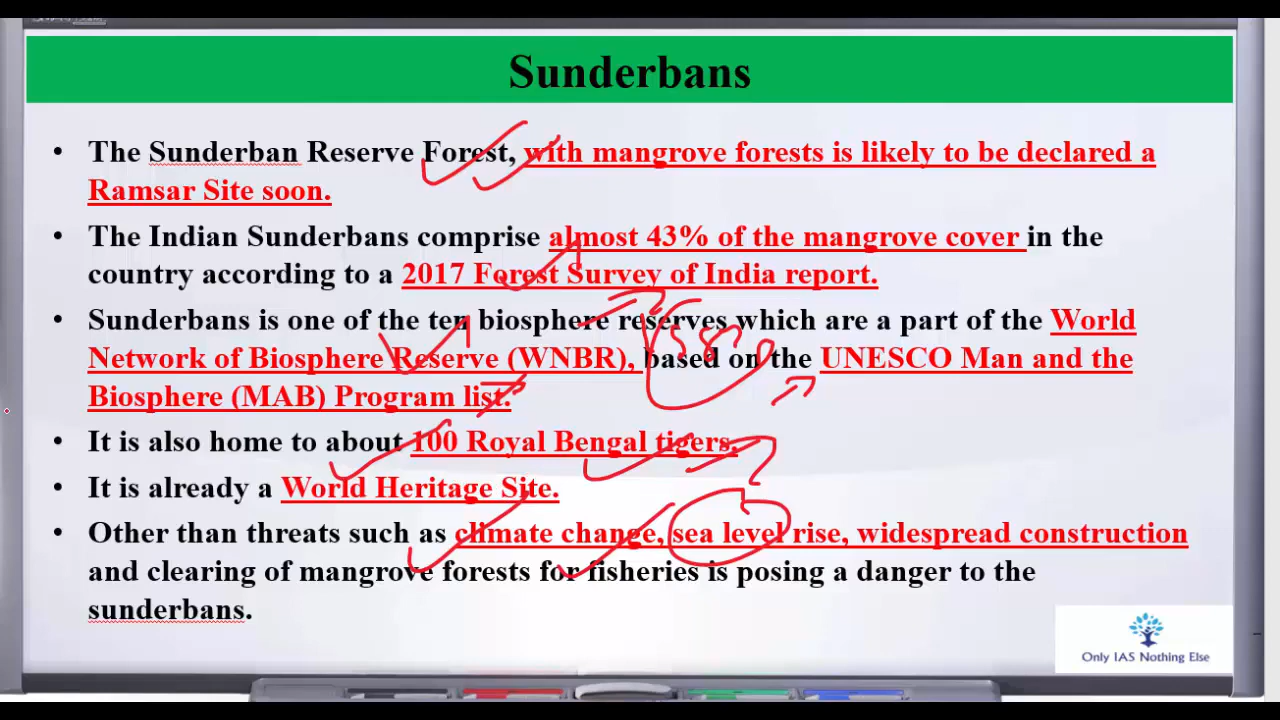 Sunderbans
• The Sunderban Reserve Forest, with mangrove forests is likely to be declared a
Ramsar Site soon.
• The Indian Sunderbans comprise almost 43% of the mangrove cover in the
country according to a 2017 Forest Survey of India report.
• Sunderbans is one of the ten biosphere reserves which are a part of the World
Network of Biosphere Reserve (WNBR), based on the UNESCO Man and the
Biosphere (MAB) Program list.
• It is also home to about 100 Royal Bengal tigers.
• It is already a World Heritage Site.
• Other than threats such as climate change, sea level rise, widespread construction
and clearing of mangrove forests for fisheries is posing a danger to the
sunderbans.
Only IAS Nothing Else